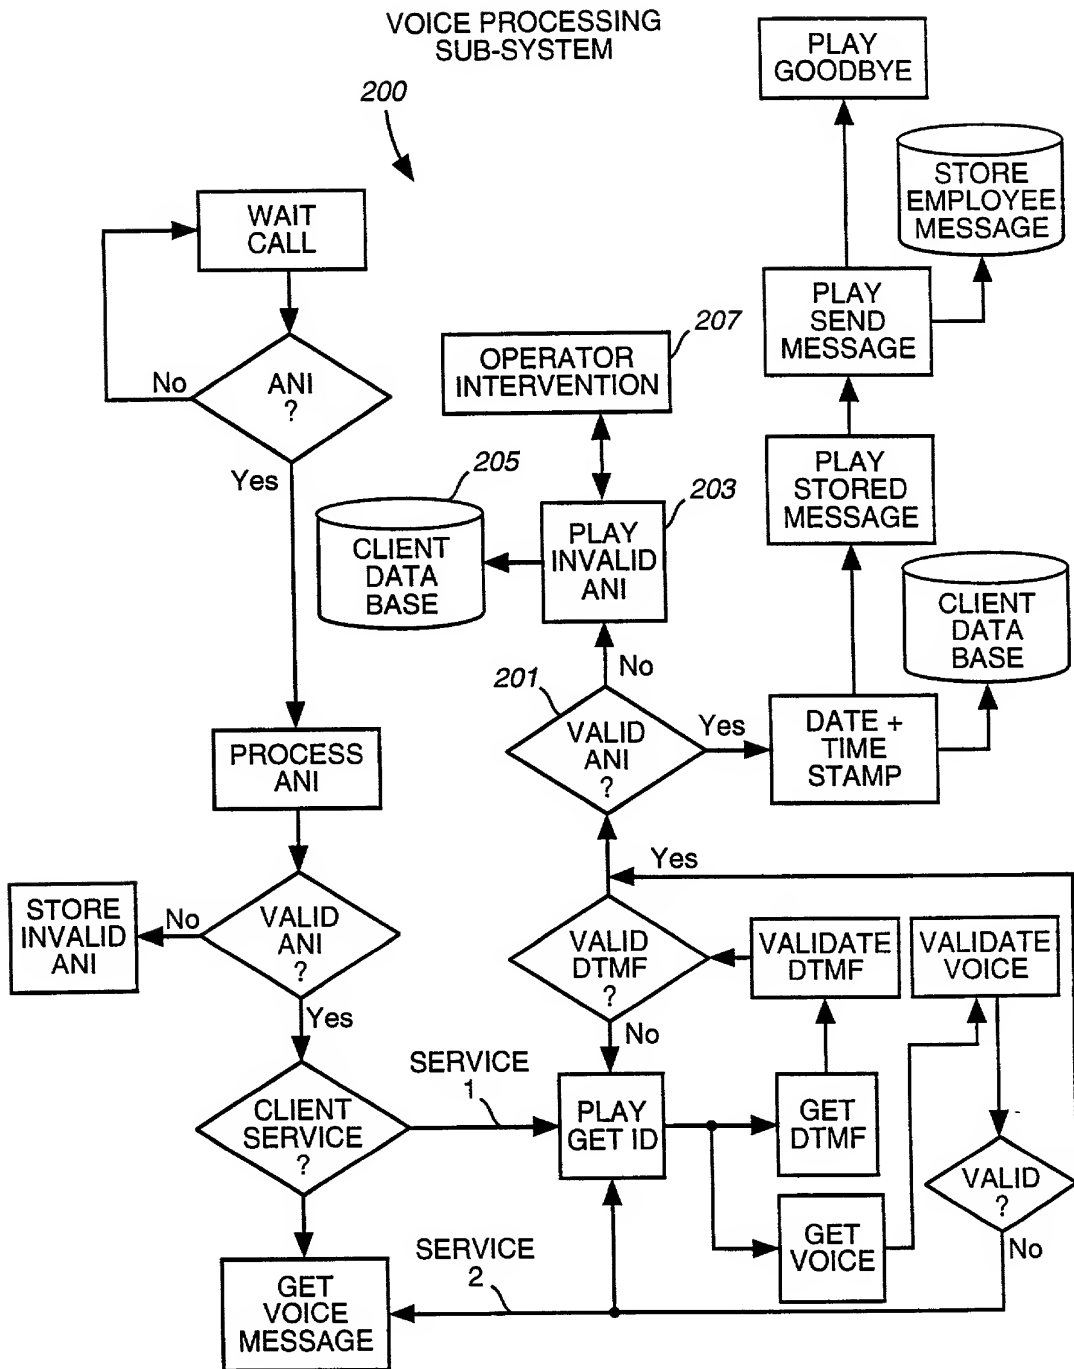 VOICE PROCESSING
SUB-SYSTEM
200
PLAY
GOODBYE
STORE
EMPLOYEE
MESSAGE
WAIT
CALL
PLAY
SEND
MESSAGE
207
OPERATOR
INTERVENTION
No
ANI
?
Yes
205
203
PLAY
STORED
MESSAGE
CLIENT
DATA
BASE
PLAY
INVALID
ANI
CLIENT
DATA
BASE
No
201
VALID
ANI
?
Yes
DATE +
TIME
STAMP
PROCESS
ANI
Yes
STORE
INVALID
ANI
No
VALID
ANI
?
Yes
VALID
DTMF
?
No
VALIDATE
DTMF
VALIDATE
VOICE
CLIENT
SERVICE
?
SERVICE
1
PLAY
GET ID
GET
DTMF
VALID
?
No
GET
VOICE
SERVICE
2
GET
VOICE
MESSAGE